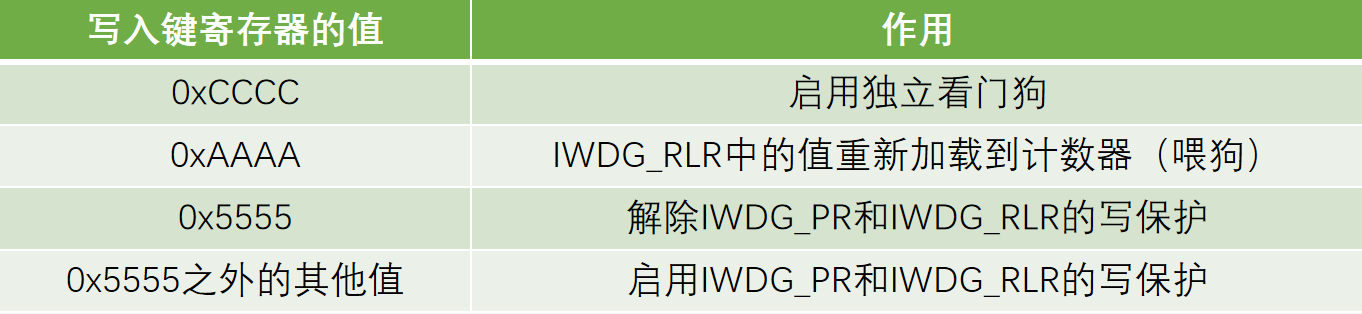 写入键寄存器的值 作用
0xCCCC 启用独立看门狗
0xAAAA IWDG_RLR中的值重新加载到计数器（喂狗）
0x5555 解除IWDG_PR和IWDG_RLR的写保护
0x5555之外的其他值 启用IWDG_PR和IWDG_RLR的写保护